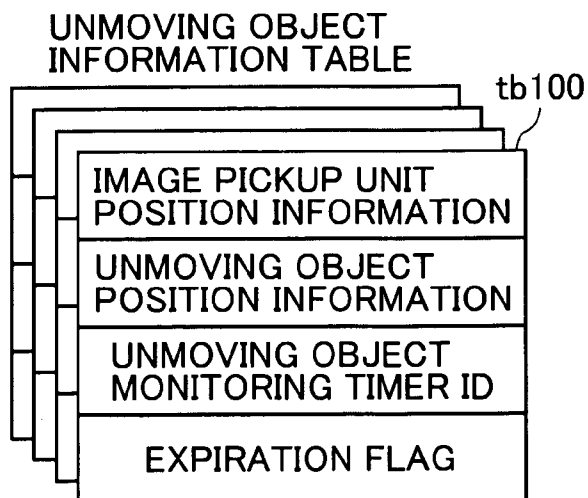 UNMOVING OBJECT
INFORMATION TABLE
tb100
IMAGE PICKUP UNIT
POSITION INFORMATION
UNMOVING OBJECT
POSITION INFORMATION
UNMOVING OBJECT
MONITORING TIMER ID
EXPIRATION FLAG